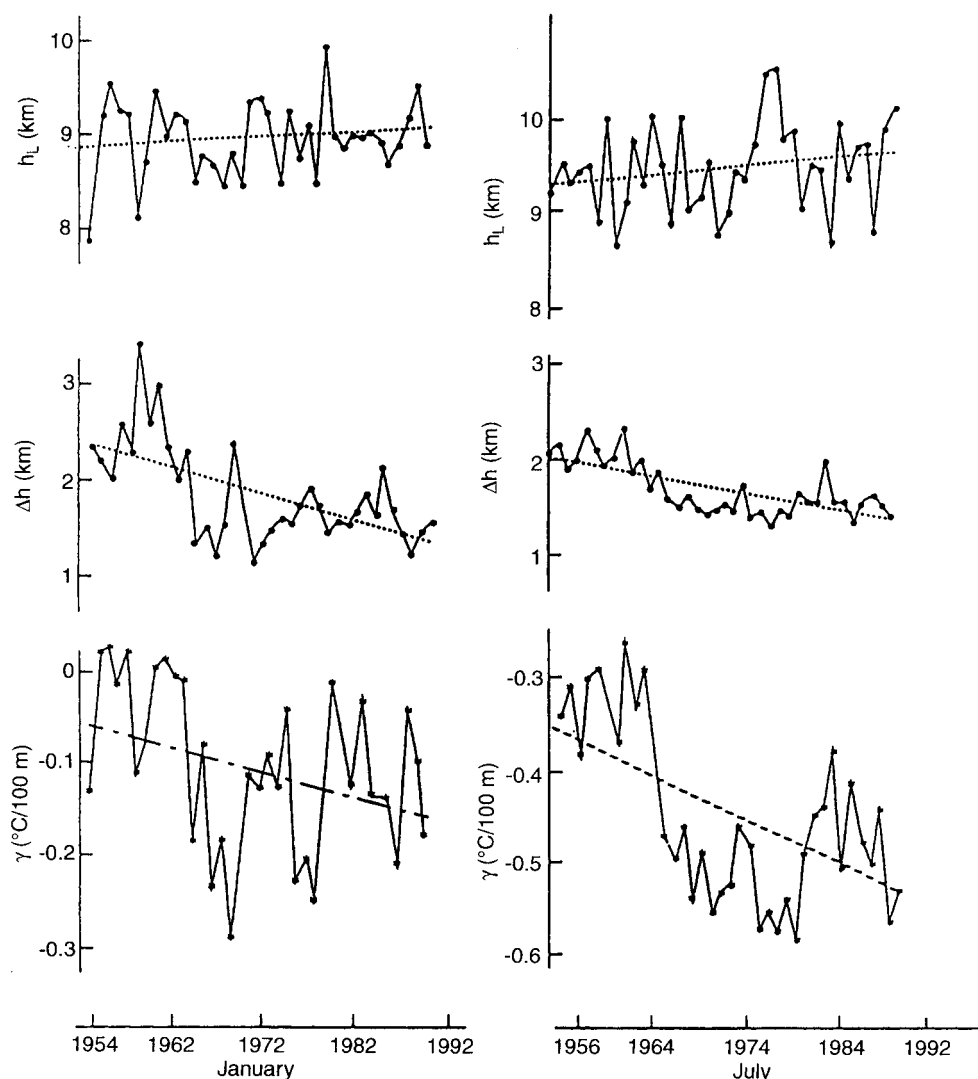 h_L (km)
10
9
8
h_L (km)
10
9
8
Δh (km)
3
2
1
Δh (km)
3
2
1
γ (°C/100 m)
0
-0.1
-0.2
-0.3
γ (°C/100 m)
-0.3
-0.4
-0.5
-0.6
1954 1962 1972 1982 1992
January
1956 1964 1974 1984 1992
July